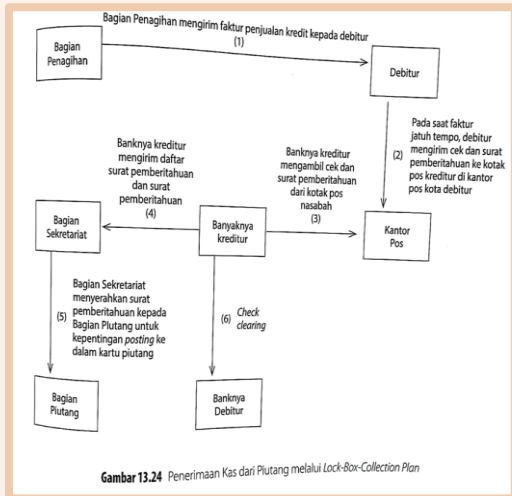 Bagian Penagihan mengirim faktur penjualan kredit kepada debitur
(1)
Bagian
Penagihan
Debitur
Pada saat faktur
jatuh tempo, debitur
(2) mengirim cek dan surat
pemberitahuan ke kotak
pos kreditur di kantor
pos kota debitur
Banknya kreditur
mengirim daftar
surat pemberitahuan
dan surat
pemberitahuan
(4)
Banknya kreditur
mengambil cek dan
surat pemberitahuan
dari kotak pos
nasabah
(3)
Bagian
Sekretariat
Banyaknya
kreditur
Kantor
Pos
Bagian Sekretariat
menyerahkan surat
(5) pemberitahuan kepada
Bagian Plutang untuk
kepentingan posting ke
dalam kartu piutang
(6) Check
clearing
Bagian
Piutang
Banknya
Debitur
Gambar 13.24 Penerimaan Kas dari Piutang melalui Lock-Box-Collection Plan